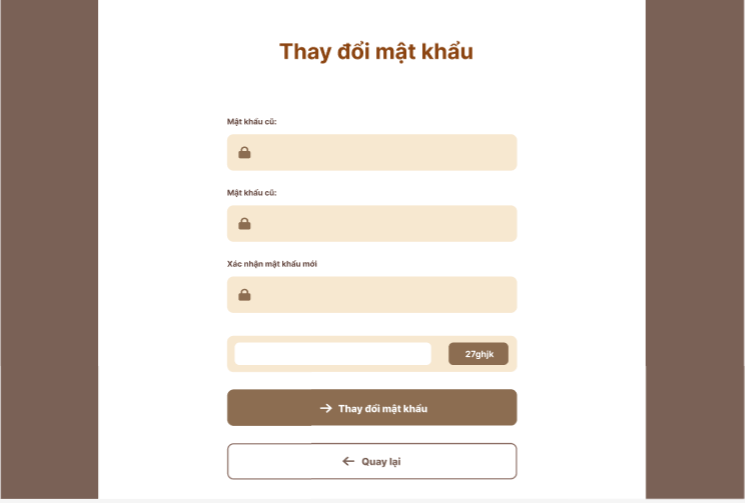 Thay đổi mật khẩu
Mật khẩu cũ:
Mật khẩu cũ:
Xác nhận mật khẩu mới
27ghjk
Thay đổi mật khẩu
Quay lại